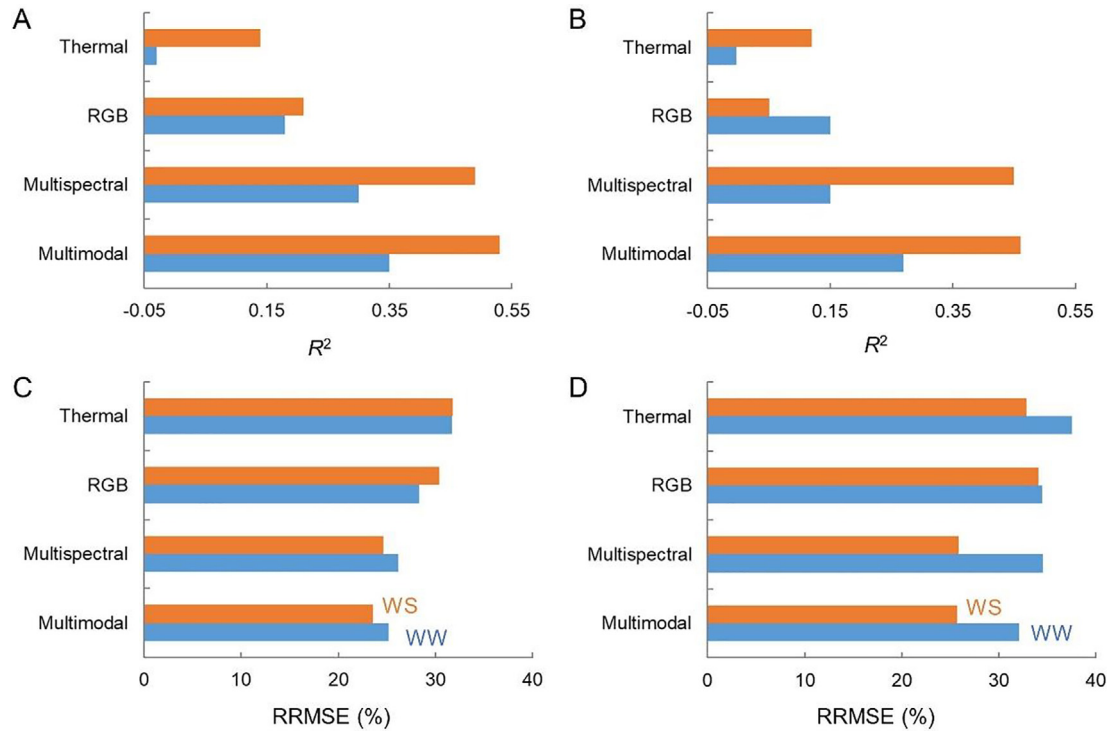 A
Thermal
RGB
Multispectral
Multimodal
-0.05 0.15 0.35 0.55
R²
B
Thermal
RGB
Multispectral
Multimodal
-0.05 0.15 0.35 0.55
R²
C
Thermal
RGB
Multispectral
Multimodal
WS
WW
0 10 20 30 40
RRMSE (%)
D
Thermal
RGB
Multispectral
Multimodal
WS
WW
0 10 20 30 40
RRMSE (%)